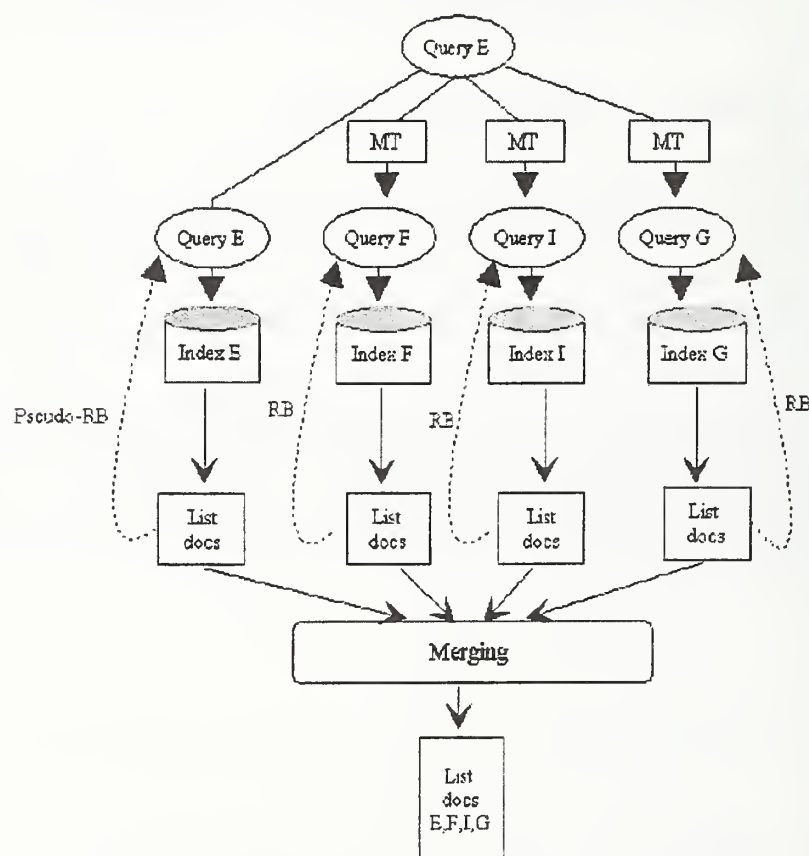 Query E
MT MT MT
Query E Query F Query I Query G
Index E Index F Index I Index G
Pseudo-RB RB RB RB
List List List List
docs docs docs docs
Merging
List
docs
E,F,I,G